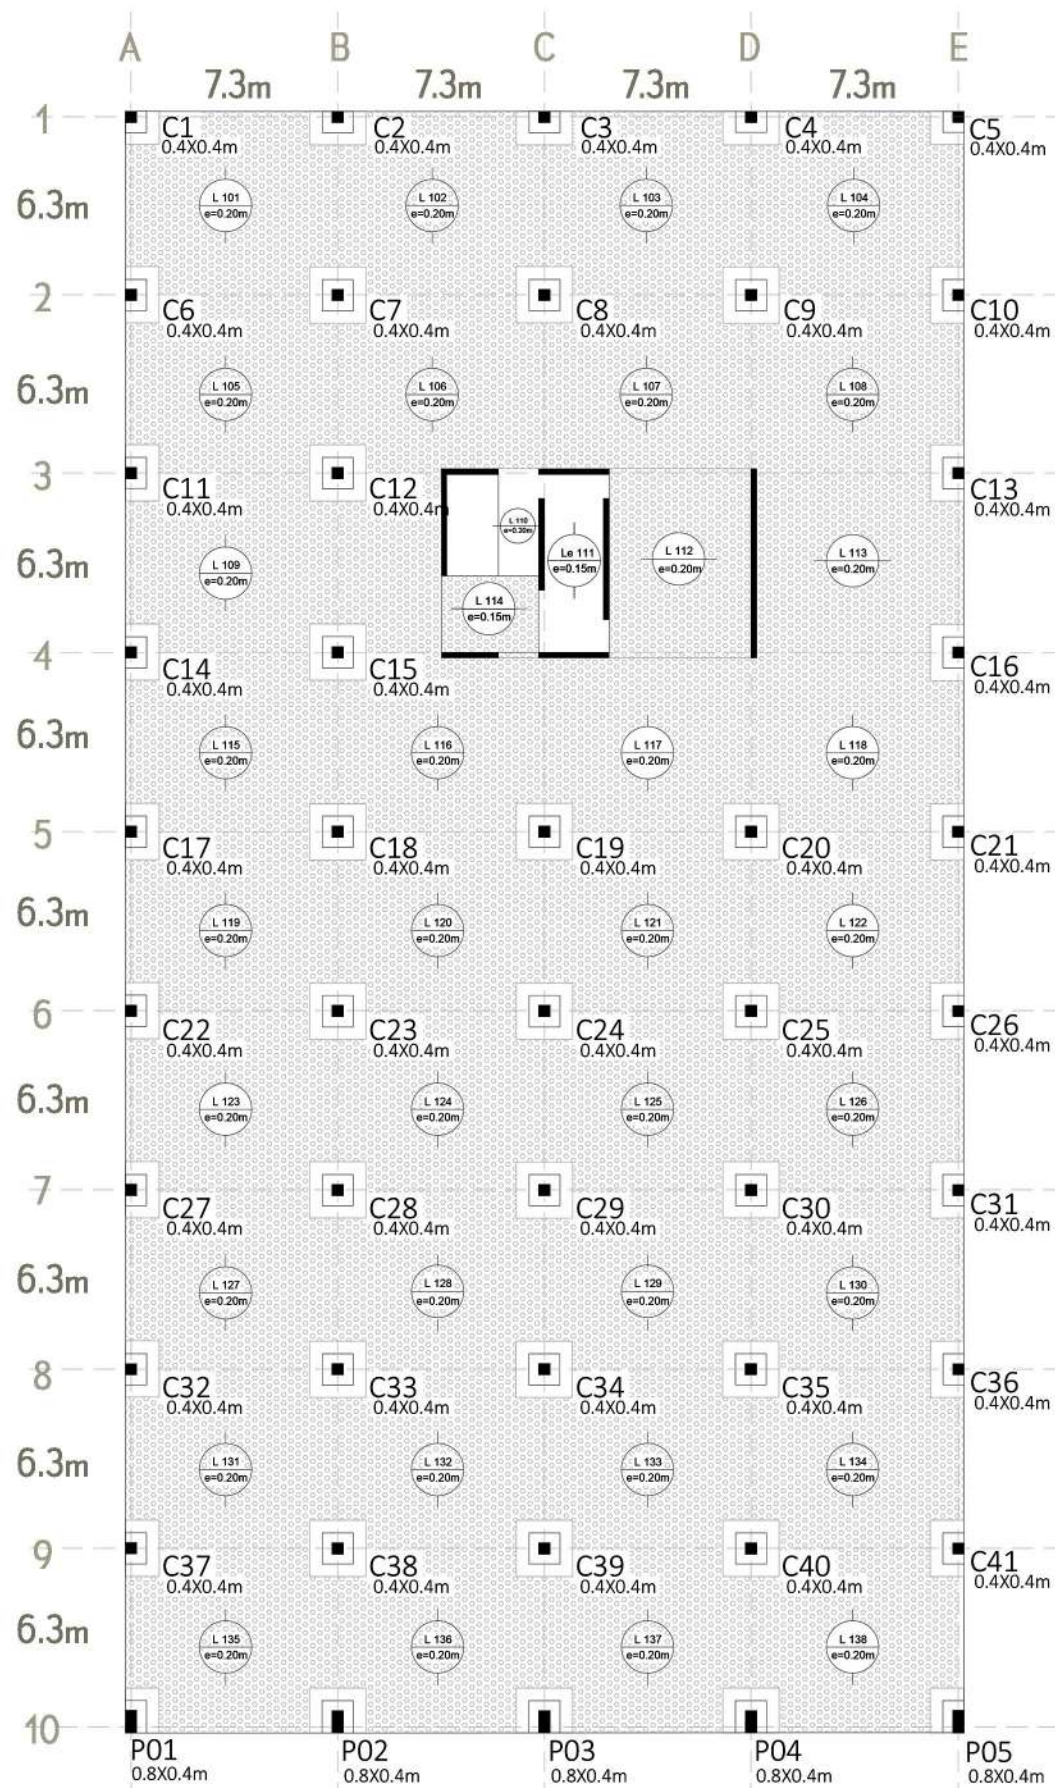 A B C D E
7.3m 7.3m 7.3m 7.3m
1
C1 C2 C3 C4 C5
0.4X0.4m 0.4X0.4m 0.4X0.4m 0.4X0.4m 0.4X0.4m
6.3m
L 101 L 102 L 103 L 104
e=0.20m e=0.20m e=0.20m e=0.20m
2
C6 C7 C8 C9 C10
0.4X0.4m 0.4X0.4m 0.4X0.4m 0.4X0.4m 0.4X0.4m
6.3m
L 105 L 106 L 107 L 108
e=0.20m e=0.20m e=0.20m e=0.20m
3
C11 C12 C13
0.4X0.4m 0.4X0.4m 0.4X0.4m
L 110
e=0.20m
6.3m
L 109 Le 111 L 112 L 113
e=0.20m e=0.15m e=0.20m e=0.20m
L 114
e=0.15m
4
C14 C15 C16
0.4X0.4m 0.4X0.4m 0.4X0.4m
6.3m
L 115 L 116 L 117 L 118
e=0.20m e=0.20m e=0.20m e=0.20m
5
C17 C18 C19 C20 C21
0.4X0.4m 0.4X0.4m 0.4X0.4m 0.4X0.4m 0.4X0.4m
6.3m
L 119 L 120 L 121 L 122
e=0.20m e=0.20m e=0.20m e=0.20m
6
C22 C23 C24 C25 C26
0.4X0.4m 0.4X0.4m 0.4X0.4m 0.4X0.4m 0.4X0.4m
6.3m
L 123 L 124 L 125 L 126
e=0.20m e=0.20m e=0.20m e=0.20m
7
C27 C28 C29 C30 C31
0.4X0.4m 0.4X0.4m 0.4X0.4m 0.4X0.4m 0.4X0.4m
6.3m
L 127 L 128 L 129 L 130
e=0.20m e=0.20m e=0.20m e=0.20m
8
C32 C33 C34 C35 C36
0.4X0.4m 0.4X0.4m 0.4X0.4m 0.4X0.4m 0.4X0.4m
6.3m
L 131 L 132 L 133 L 134
e=0.20m e=0.20m e=0.20m e=0.20m
9
C37 C38 C39 C40 C41
0.4X0.4m 0.4X0.4m 0.4X0.4m 0.4X0.4m 0.4X0.4m
6.3m
L 135 L 136 L 137 L 138
e=0.20m e=0.20m e=0.20m e=0.20m
10
P01 P02 P03 P04 P05
0.8X0.4m 0.8X0.4m 0.8X0.4m 0.8X0.4m 0.8X0.4m